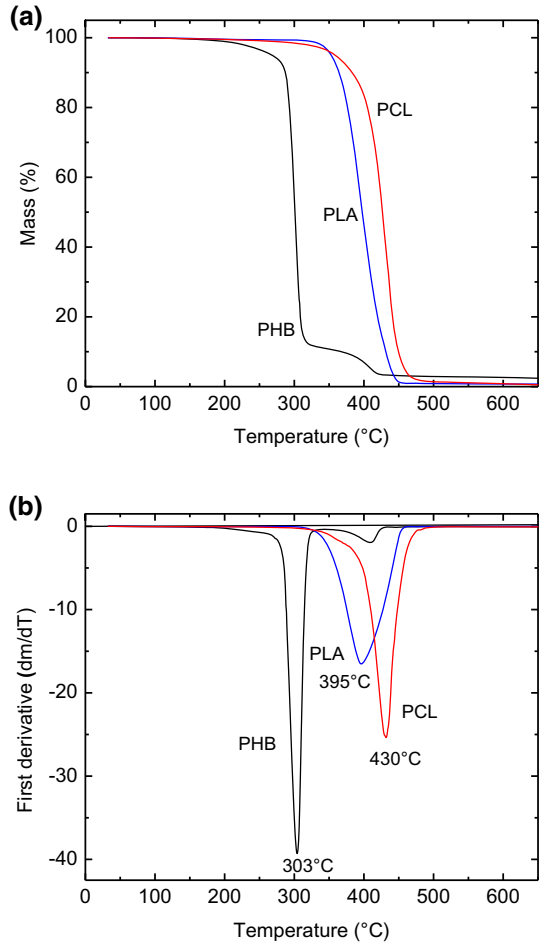 (a)
100
80
60
40
20
0
Mass (%)
PCL
PLA
PHB
0 100 200 300 400 500 600
Temperature (°C)
(b)
0
-10
-20
-30
-40
First derivative (dm/dT)
PLA
395°C
PCL
PHB
430°C
303°C
0 100 200 300 400 500 600
Temperature (°C)